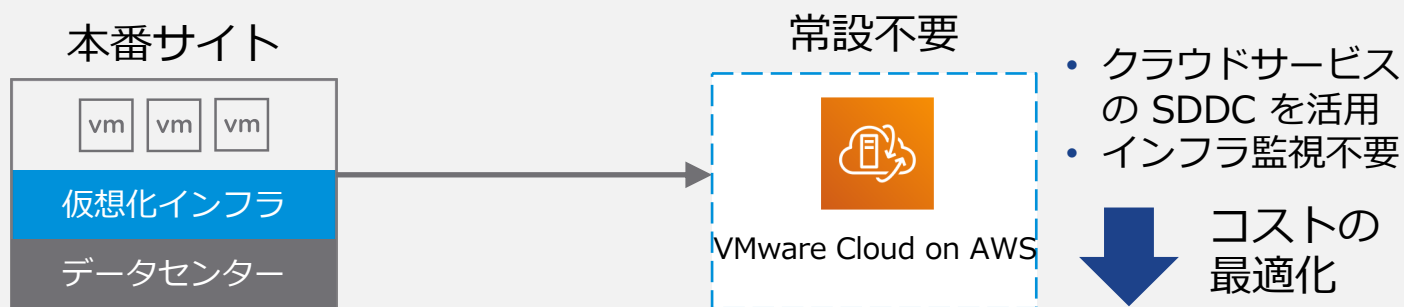 本番サイト
vm vm vm
仮想化インフラ
データセンター
常設不要
VMware Cloud on AWS
• クラウドサービス
の SDDC を活用
• インフラ監視不要
コストの
最適化